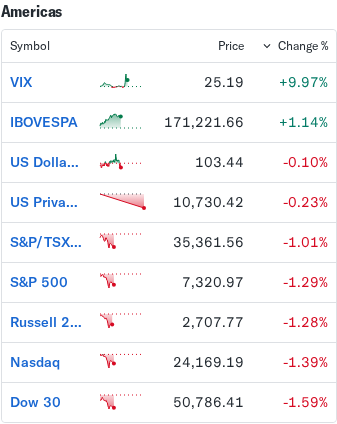 Americas
Symbol Price Change %
VIX 25.19 +9.97%
IBOVESPA 171,221.66 +1.14%
US Dolla... 103.44 -0.10%
US Priva... 10,730.42 -0.23%
S&P/TSX... 35,361.56 -1.01%
S&P 500 7,320.97 -1.29%
Russell 2... 2,707.77 -1.28%
Nasdaq 24,169.19 -1.39%
Dow 30 50,786.41 -1.59%